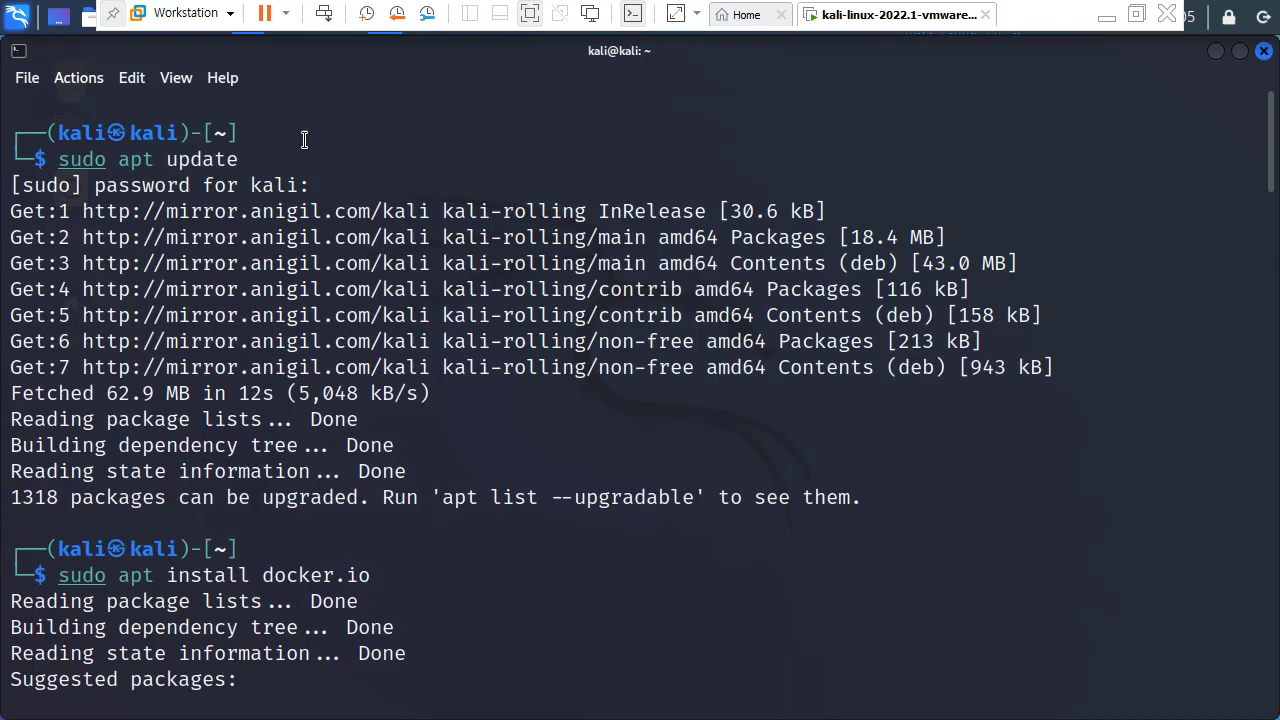 Workstation
Home
kali-linux-2022.1-vmware...
05
kali@kali: ~
File Actions Edit View Help
┌──(kali㉿kali)-[~]
└─$ sudo apt update
[sudo] password for kali:
Get:1 http://mirror.anigil.com/kali kali-rolling InRelease [30.6 kB]
Get:2 http://mirror.anigil.com/kali kali-rolling/main amd64 Packages [18.4 MB]
Get:3 http://mirror.anigil.com/kali kali-rolling/main amd64 Contents (deb) [43.0 MB]
Get:4 http://mirror.anigil.com/kali kali-rolling/contrib amd64 Packages [116 kB]
Get:5 http://mirror.anigil.com/kali kali-rolling/contrib amd64 Contents (deb) [158 kB]
Get:6 http://mirror.anigil.com/kali kali-rolling/non-free amd64 Packages [213 kB]
Get:7 http://mirror.anigil.com/kali kali-rolling/non-free amd64 Contents (deb) [943 kB]
Fetched 62.9 MB in 12s (5,048 kB/s)
Reading package lists... Done
Building dependency tree... Done
Reading state information... Done
1318 packages can be upgraded. Run 'apt list --upgradable' to see them.
┌──(kali㉿kali)-[~]
└─$ sudo apt install docker.io
Reading package lists... Done
Building dependency tree... Done
Reading state information... Done
Suggested packages: